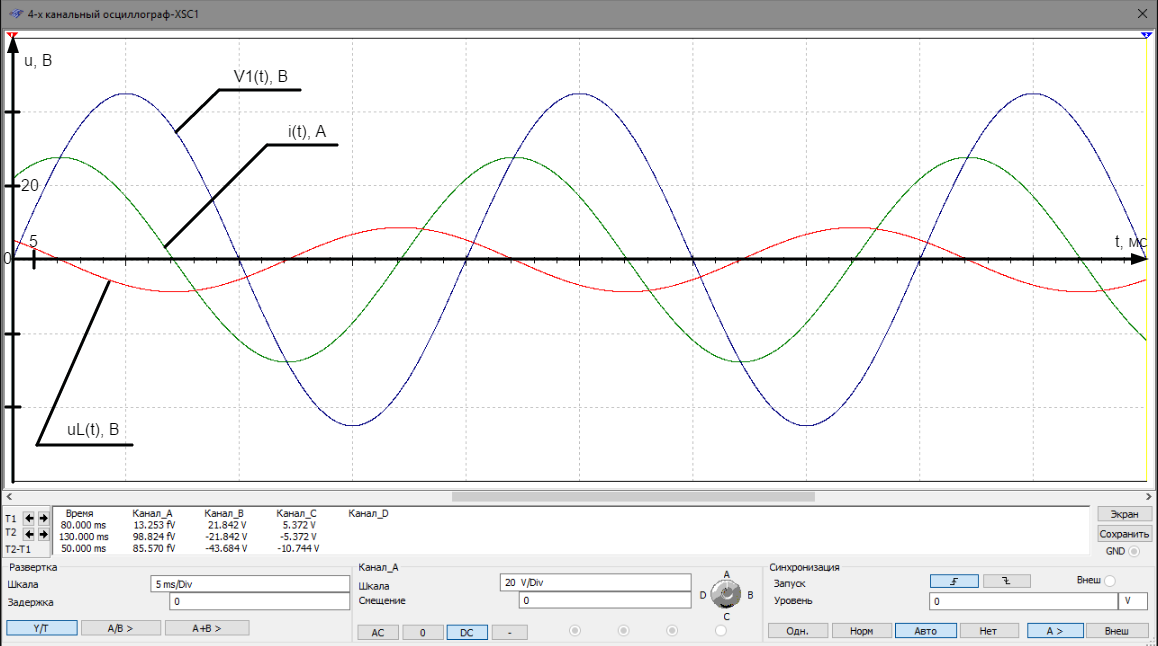 4-х канальный осциллограф-XSC1
u, В
V1(t), В
i(t), А
20
5
0
t, мс
uL(t), В
T1
T2
T2-T1
Время Канал_A Канал_B Канал_C Канал_D
80.000 ms 13.253 fV 21.842 V 5.372 V
130.000 ms 98.824 fV -21.842 V -5.372 V
50.000 ms 85.570 fV -43.684 V -10.744 V
Экран
Сохранить
GND
Развертка
Шкала 5 ms/Div
Задержка 0
Y/T A/B > A+B >
Канал_A
Шкала 20 V/Div
Смещение 0
AC 0 DC -
A
D B
C
Синхронизация
Запуск Внеш
Уровень 0 V
Одн. Норм Авто Нет A > Внеш